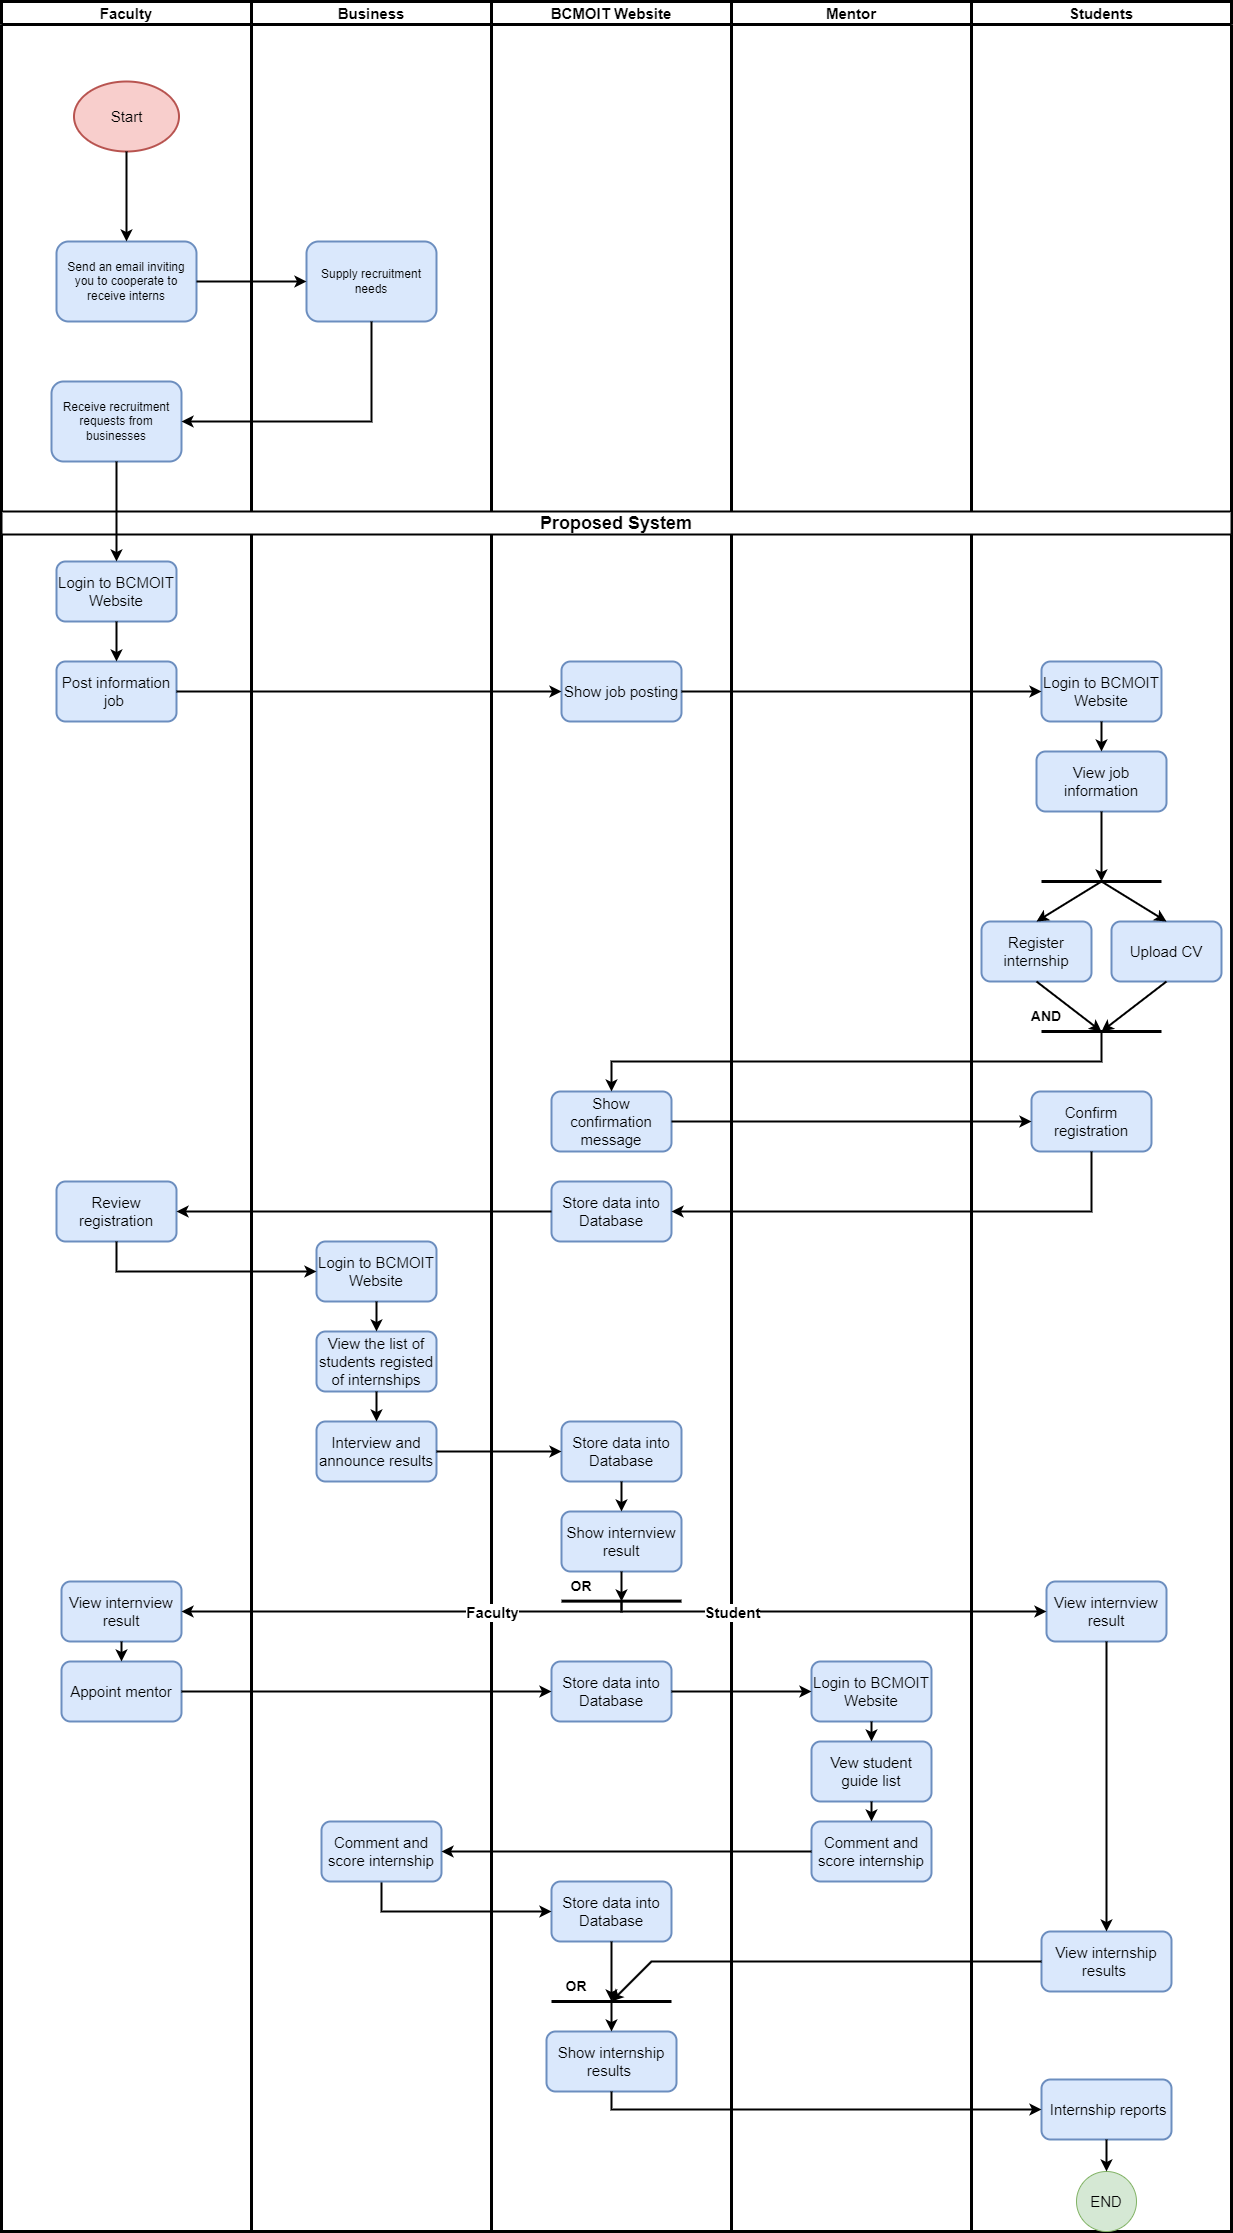 Faculty
Business
BCMOIT Website
Mentor
Students
Start
Send an email inviting
you to cooperate to
receive interns
Supply recruitment
needs
Receive recruitment
requests from
businesses
Proposed System
Login to BCMOIT
Website
Post information
job
Show job posting
Login to BCMOIT
Website
View job
information
Register
internship
Upload CV
AND
Show
confirmation
message
Confirm
registration
Review
registration
Store data into
Database
Login to BCMOIT
Website
View the list of
students registed
of internships
Interview and
announce results
Store data into
Database
Show internview
result
OR
View internview
result
Faculty
Student
View internview
result
Appoint mentor
Store data into
Database
Login to BCMOIT
Website
Vew student
guide list
Comment and
score internship
Comment and
score internship
Store data into
Database
View internship
results
OR
Show internship
results
Internship reports
END